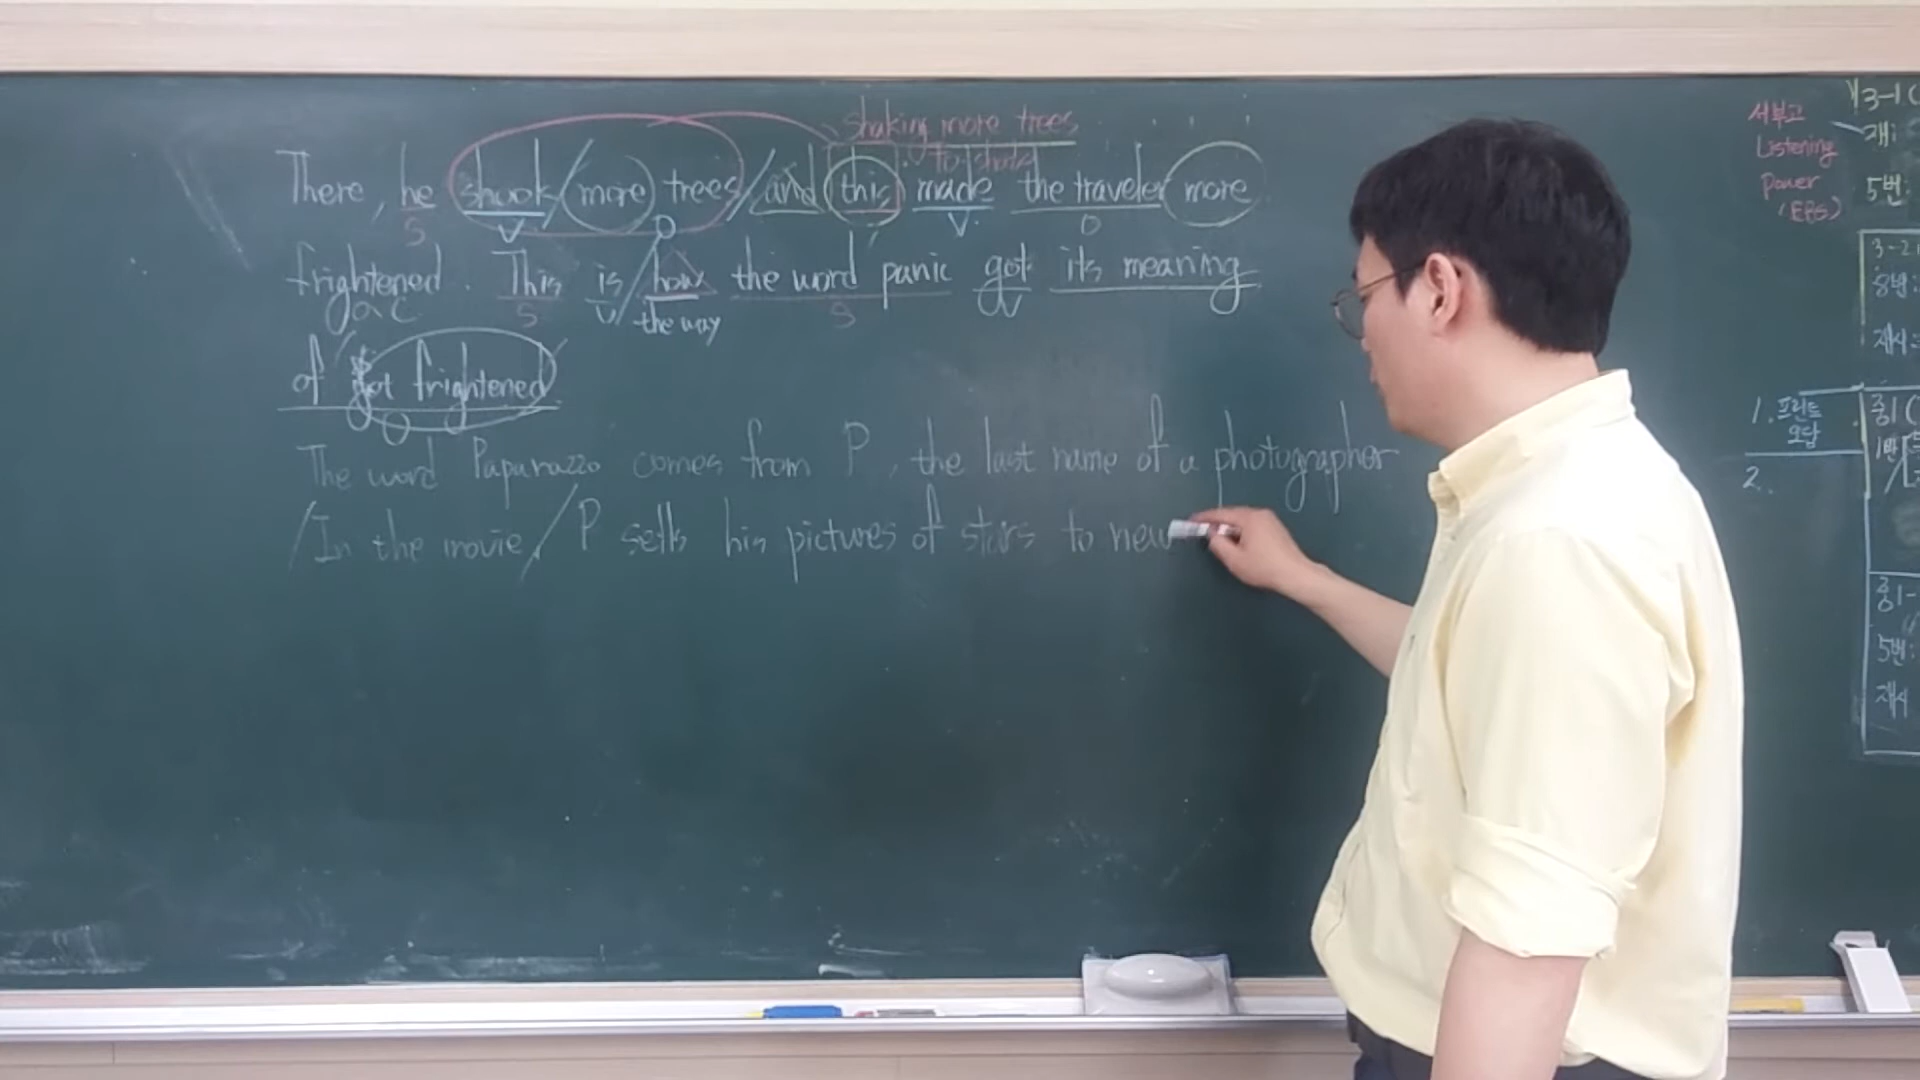 shaking more trees
to shake
There, he shook / more trees / and this made the traveler more
S V V O
frightened. This is / how the word panic got its meaning
O.C S V the way S V
of got frightened
O
The word Paparazzo comes from P, the last name of a photographer
/ In the movie, / P sells his pictures of stars to new
서부고
Listening
Power
(EBS)
3-1(
재:
5번:
3-2
8번:
재시:
1. 프린트
오답
2.
중1(
1반
중1-
5번:
재시